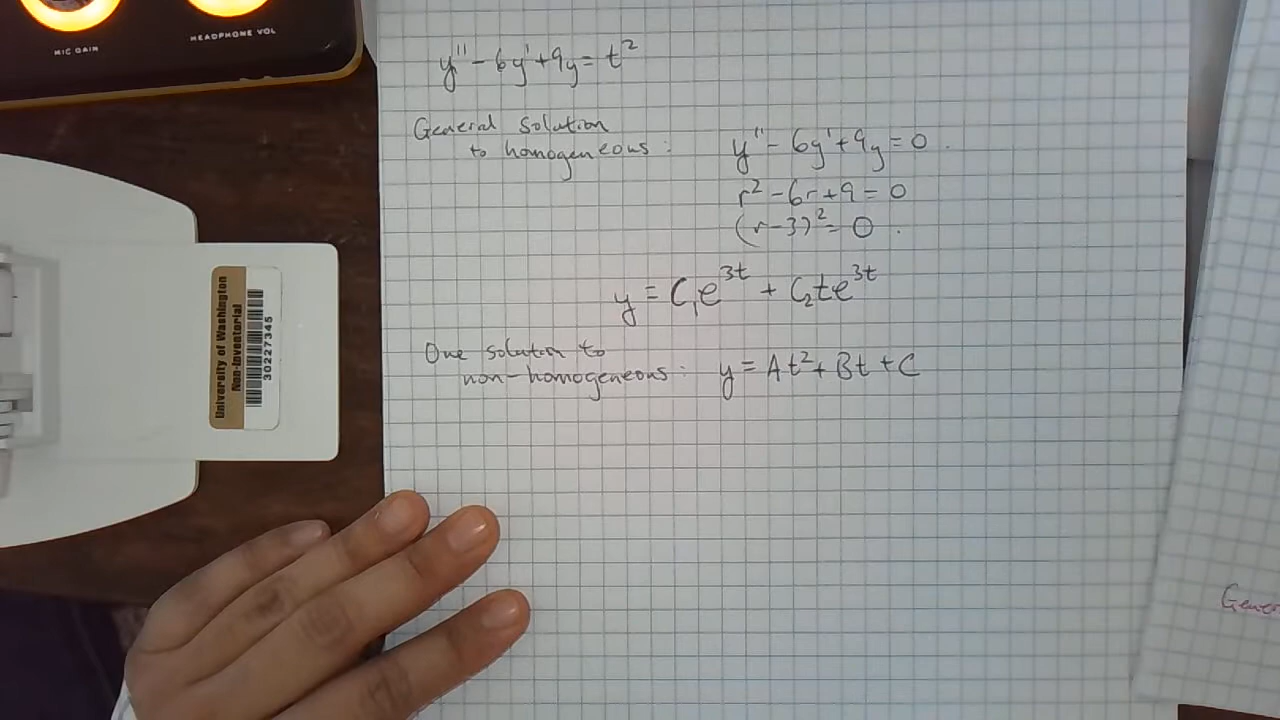 MIC GAIN
HEADPHONE VOL
y'' - 6y' + 9y = t²
General solution
to homogeneous : y'' - 6y' + 9y = 0 .
r² - 6r + 9 = 0
(r - 3)² = 0 .
y = C₁e³ᵗ + C₂te³ᵗ
One solution to
non-homogeneous : y = At² + Bt + C
University of Washington
Non-Inventorial
30227345